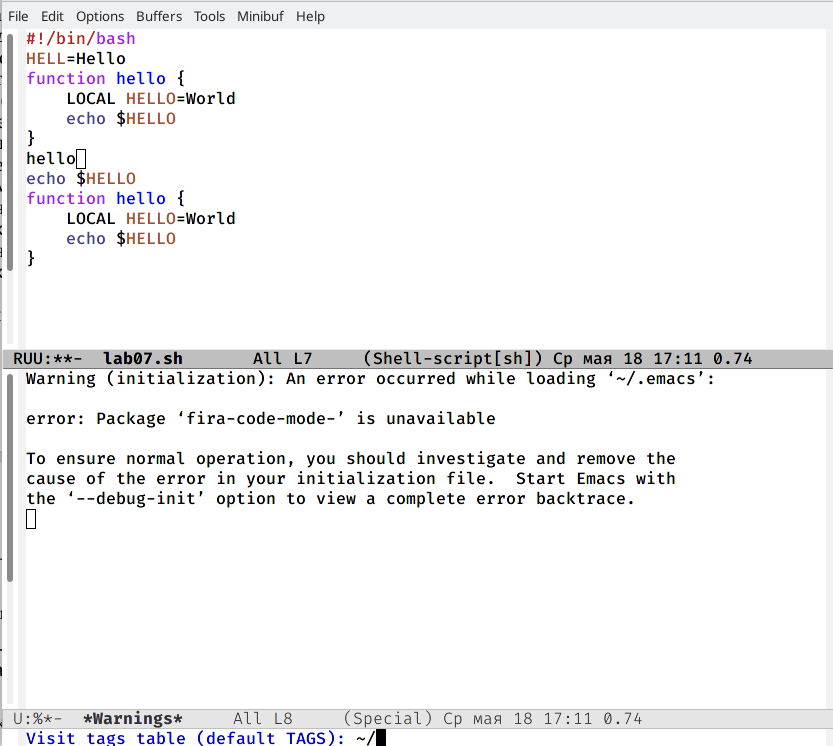 File Edit Options Buffers Tools Minibuf Help
#!/bin/bash
HELL=Hello
function hello {
    LOCAL HELLO=World
    echo $HELLO
}
hello
echo $HELLO
function hello {
    LOCAL HELLO=World
    echo $HELLO
}
RUU:**-  lab07.sh       All L7     (Shell-script[sh]) Ср мая 18 17:11 0.74
Warning (initialization): An error occurred while loading ‘~/.emacs’:

error: Package ‘fira-code-mode-’ is unavailable

To ensure normal operation, you should investigate and remove the
cause of the error in your initialization file.  Start Emacs with
the ‘--debug-init’ option to view a complete error backtrace.
U:%*-  *Warnings*     All L8     (Special) Ср мая 18 17:11 0.74
Visit tags table (default TAGS): ~/